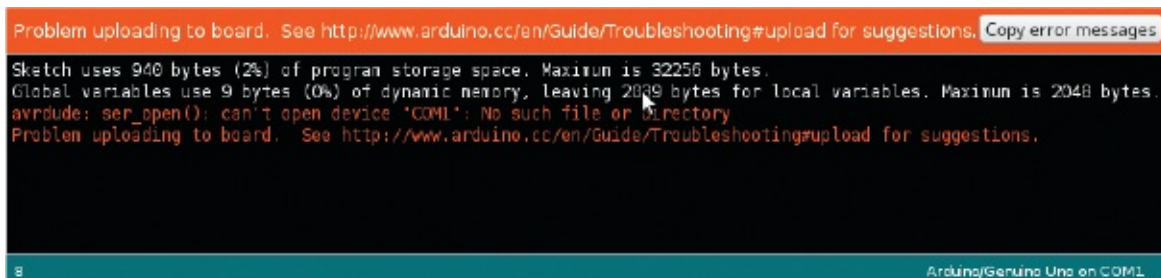 Problem uploading to board. See http://www.arduino.cc/en/Guide/Troubleshooting#upload for suggestions. Copy error messages
Sketch uses 940 bytes (2%) of program storage space. Maximum is 32256 bytes.
Global variables use 9 bytes (0%) of dynamic memory, leaving 2039 bytes for local variables. Maximum is 2048 bytes.
avrdude: ser_open(): can't open device "COM1": No such file or directory
Problem uploading to board. See http://www.arduino.cc/en/Guide/Troubleshooting#upload for suggestions.
8 Arduino/Genuino Uno on COM1